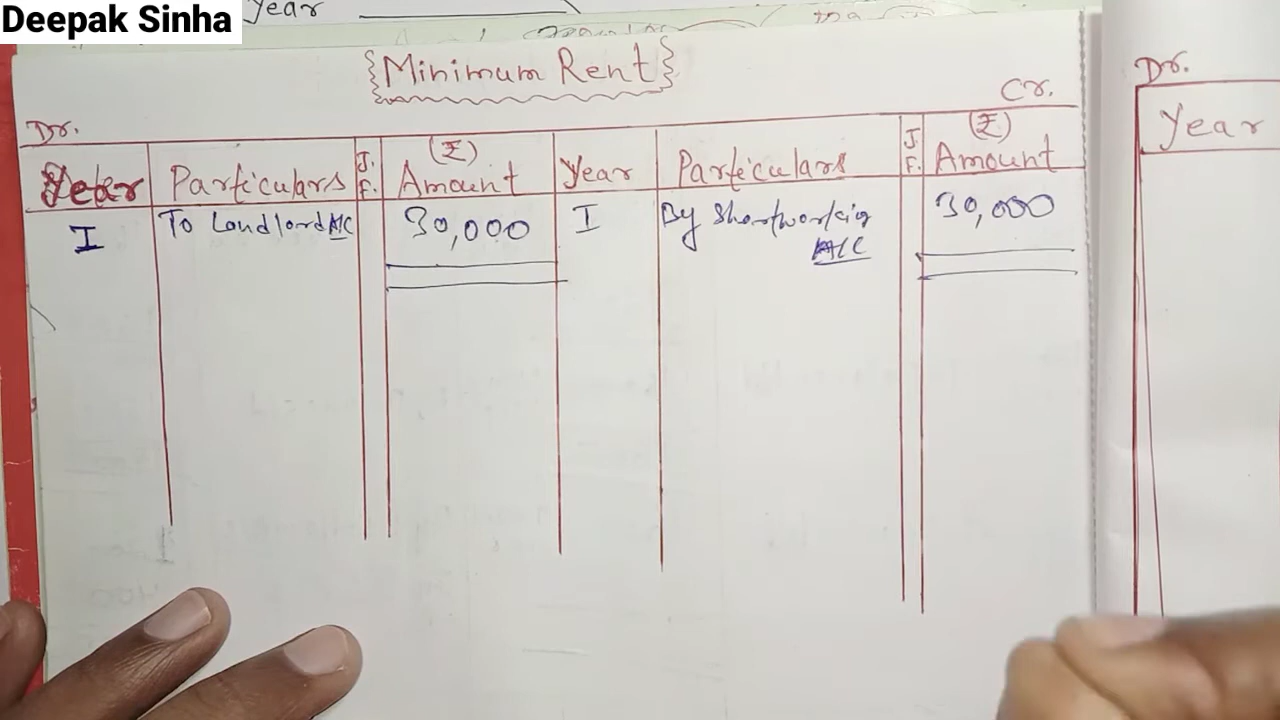 Deepak Sinha
year
Minimum Rent
Dr.
Cr.
Year Particulars J.F. (₹) Amount Year Particulars J.F. (₹) Amount
I To Landlord A/C 30,000 I By Shortworking A/C 30,000
Dr.
Year